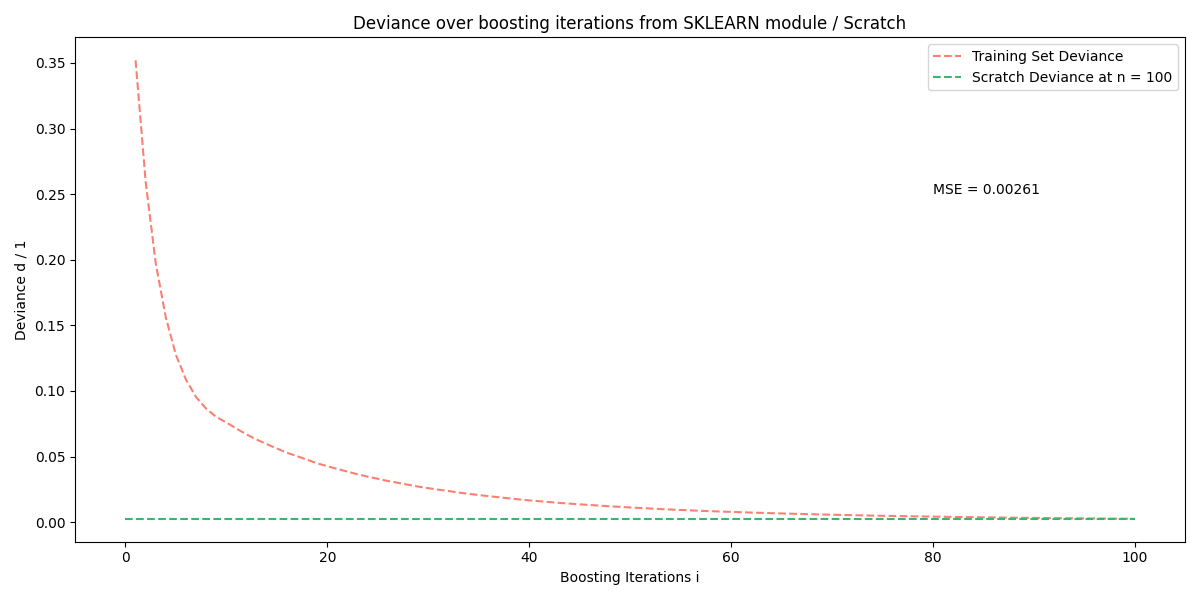 Deviance over boosting iterations from SKLEARN module / Scratch
Training Set Deviance
Scratch Deviance at n = 100
MSE = 0.00261
Deviance d / 1
0.35
0.30
0.25
0.20
0.15
0.10
0.05
0.00
0 20 40 60 80 100
Boosting Iterations i